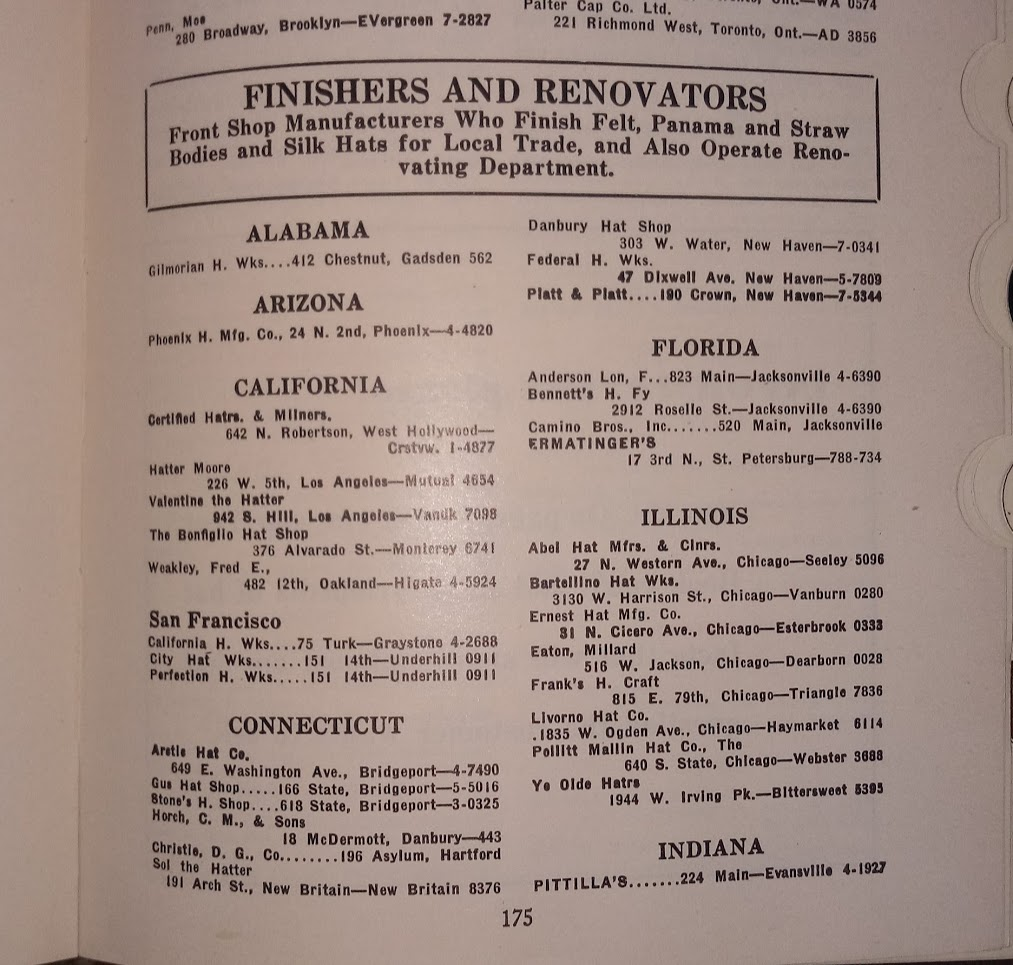 Penn, Moe
280 Broadway, Brooklyn—EVergreen 7-2827
Ont.—WA 0574
Palter Cap Co. Ltd.
221 Richmond West, Toronto, Ont.—AD 3856
FINISHERS AND RENOVATORS
Front Shop Manufacturers Who Finish Felt, Panama and Straw
Bodies and Silk Hats for Local Trade, and Also Operate Reno-
vating Department.
ALABAMA
Gilmorian H. Wks....412 Chestnut, Gadsden 562
ARIZONA
Phoenix H. Mfg. Co., 24 N. 2nd, Phoenix—4-4820
CALIFORNIA
Certified Hatrs. & Milners.
642 N. Robertson, West Hollywood—
Crstvw. 1-4877
Hatter Moore
226 W. 5th, Los Angeles—Mutual 4654
Valentine the Hatter
942 S. Hill, Los Angeles—Vandk 7098
The Bonfiglio Hat Shop
376 Alvarado St.—Monterey 6741
Weakley, Fred E.,
482 12th, Oakland—Higate 4-5924
San Francisco
California H. Wks....75 Turk—Graystone 4-2688
City Hat Wks.......151 14th—Underhill 0911
Perfection H. Wks.....151 14th—Underhill 0911
CONNECTICUT
Arctic Hat Co.
649 E. Washington Ave., Bridgeport—4-7490
Gus Hat Shop.....166 State, Bridgeport—5-5016
Stone's H. Shop....618 State, Bridgeport—3-0325
Horch, C. M., & Sons
18 McDermott, Danbury—443
Christie, D. G., Co........196 Asylum, Hartford
Sol the Hatter
191 Arch St., New Britain—New Britain 8376
Danbury Hat Shop
303 W. Water, New Haven—7-0341
Federal H. Wks.
47 Dixwell Ave. New Haven—5-7809
Platt & Platt....190 Crown, New Haven—7-5344
FLORIDA
Anderson Lon, F...823 Main—Jacksonville 4-6390
Bennett's H. Fy
2912 Roselle St.—Jacksonville 4-6390
Camino Bros., Inc.......520 Main, Jacksonville
ERMATINGER'S
17 3rd N., St. Petersburg—788-734
ILLINOIS
Abel Hat Mfrs. & Clnrs.
27 N. Western Ave., Chicago—Seeley 5096
Bartellino Hat Wks.
3130 W. Harrison St., Chicago—Vanburn 0280
Ernest Hat Mfg. Co.
31 N. Cicero Ave., Chicago—Esterbrook 0333
Eaton, Millard
516 W. Jackson, Chicago—Dearborn 0028
Frank's H. Craft
815 E. 79th, Chicago—Triangle 7836
Livorno Hat Co.
.1835 W. Ogden Ave., Chicago—Haymarket 6114
Pollitt Mallin Hat Co., The
640 S. State, Chicago—Webster 3688
Ye Olde Hatrs
1944 W. Irving Pk.—Bittersweet 5395
INDIANA
PITTILLA'S.......224 Main—Evansville 4-1927
175